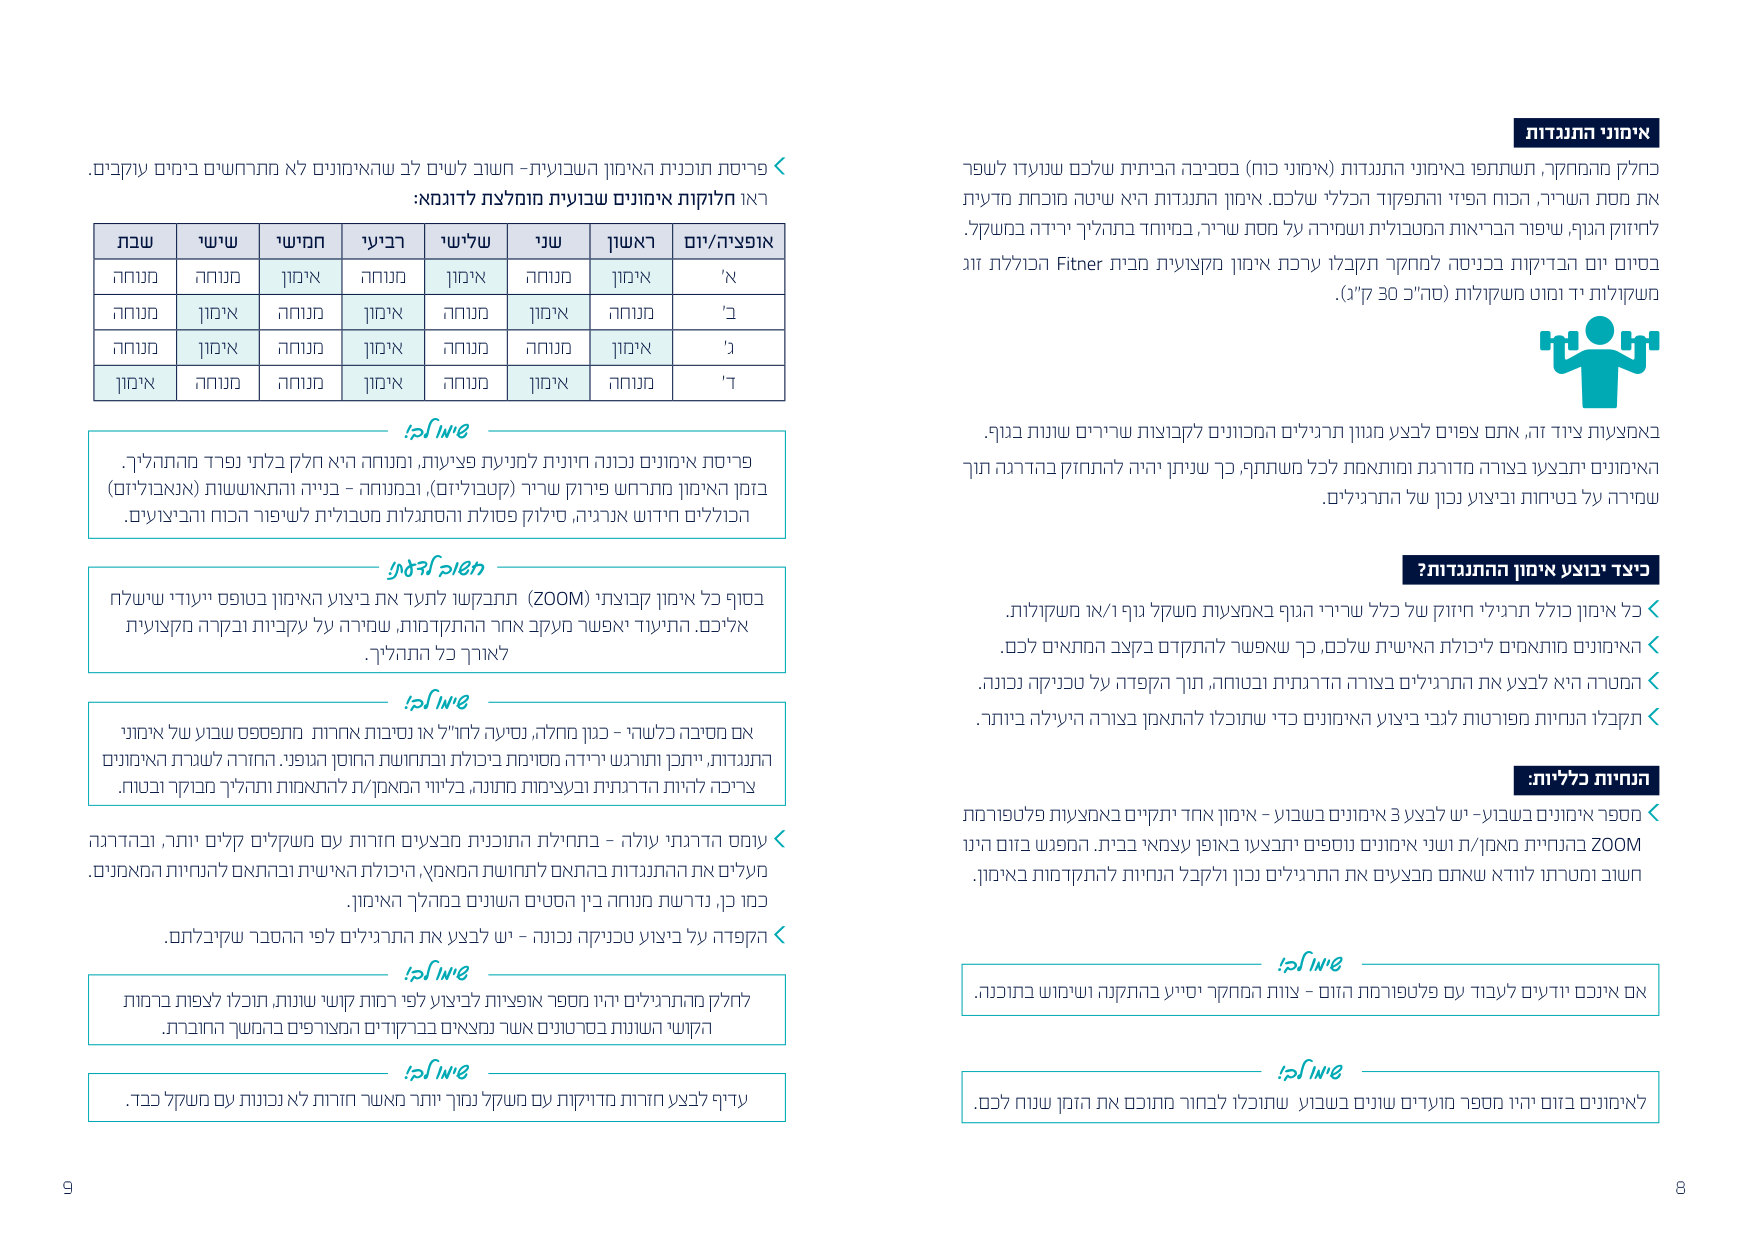 אימוני התנגדות
כחלק מהמחקר, תשתתפו באימוני התנגדות (אימוני כוח) בסביבה הביתית שלכם שנועדו לשפר
את מסת השריר, הכוח הפיזי והתפקוד הכללי שלכם. אימון התנגדות היא שיטה מוכחת מדעית
לחיזוק הגוף, שיפור הבריאות המטבולית ושמירה על מסת שריר, במיוחד בתהליך ירידה במשקל.
בסיום יום הבדיקות בכניסה למחקר תקבלו ערכת אימון מקצועית מבית Fitner הכוללת זוג
משקולות יד ומוט משקולות (סה"כ 30 ק"ג).
באמצעות ציוד זה, אתם צפוים לבצע מגוון תרגילים המכוונים לקבוצות שרירים שונות בגוף.
האימונים יתבצעו בצורה מדורגת ומותאמת לכל משתתף, כך שניתן יהיה להתחזק בהדרגה תוך
שמירה על בטיחות וביצוע נכון של התרגילים.
כיצד יבוצע אימון ההתנגדות?
כל אימון כולל תרגילי חיזוק של כלל שרירי הגוף באמצעות משקל גוף ו/או משקולות.
האימונים מותאמים ליכולת האישית שלכם, כך שאפשר להתקדם בקצב המתאים לכם.
המטרה היא לבצע את התרגילים בצורה הדרגתית ובטוחה, תוך הקפדה על טכניקה נכונה.
תקבלו הנחיות מפורטות לגבי ביצוע האימונים כדי שתוכלו להתאמן בצורה היעילה ביותר.
הנחיות כלליות:
מספר אימונים בשבוע- יש לבצע 3 אימונים בשבוע – אימון אחד יתקיים באמצעות פלטפורמת
ZOOM בהנחיית מאמן/ת ושני אימונים נוספים יתבצעו באופן עצמאי בבית. המפגש בזום הינו
חשוב ומטרתו לוודא שאתם מבצעים את התרגילים נכון ולקבל הנחיות להתקדמות באימון.
שימו לב!
אם אינכם יודעים לעבוד עם פלטפורמת הזום – צוות המחקר יסייע בהתקנה ושימוש בתוכנה.
שימו לב!
לאימונים בזום יהיו מספר מועדים שונים בשבוע שתוכלו לבחור מתוכם את הזמן שנוח לכם.
8
פריסת תוכנית האימון השבועית- חשוב לשים לב שהאימונים לא מתרחשים בימים עוקבים.
ראו חלוקות אימונים שבועית מומלצת לדוגמא:
אופציה/יום ראשון שני שלישי רביעי חמישי שישי שבת
א' אימון מנוחה אימון מנוחה אימון מנוחה מנוחה
ב' מנוחה אימון מנוחה אימון מנוחה אימון מנוחה
ג' אימון מנוחה מנוחה אימון מנוחה אימון מנוחה
ד' מנוחה אימון מנוחה אימון מנוחה מנוחה אימון
שימו לב!
פריסת אימונים נכונה חיונית למניעת פציעות, ומנוחה היא חלק בלתי נפרד מהתהליך.
בזמן האימון מתרחש פירוק שריר (קטבוליזם), ובמנוחה – בנייה והתאוששות (אנאבוליזם)
הכוללים חידוש אנרגיה, סילוק פסולת והסתגלות מטבולית לשיפור הכוח והביצועים.
חשוב לדעת!
בסוף כל אימון קבוצתי (ZOOM) תתבקשו לתעד את ביצוע האימון בטופס ייעודי שישלח
אליכם. התיעוד יאפשר מעקב אחר ההתקדמות, שמירה על עקביות ובקרה מקצועית
לאורך כל התהליך.
שימו לב!
אם מסיבה כלשהי – כגון מחלה, נסיעה לחו"ל או נסיבות אחרות מתפספס שבוע של אימוני
התנגדות, ייתכן ותורגש ירידה מסוימת ביכולת ובתחושת החוסן הגופני. החזרה לשגרת האימונים
צריכה להיות הדרגתית ובעצימות מתונה, בליווי המאמן/ת להתאמות ותהליך מבוקר ובטוח.
עומס הדרגתי עולה – בתחילת התוכנית מבצעים חזרות עם משקלים קלים יותר, ובהדרגה
מעלים את ההתנגדות בהתאם לתחושת המאמץ, היכולת האישית ובהתאם להנחיות המאמנים.
כמו כן, נדרשת מנוחה בין הסטים השונים במהלך האימון.
הקפדה על ביצוע טכניקה נכונה – יש לבצע את התרגילים לפי ההסבר שקיבלתם.
שימו לב!
לחלק מהתרגילים יהיו מספר אופציות לביצוע לפי רמות קושי שונות, תוכלו לצפות ברמות
הקושי השונות בסרטונים אשר נמצאים בברקודים המצורפים בהמשך החוברת.
שימו לב!
עדיף לבצע חזרות מדויקות עם משקל נמוך יותר מאשר חזרות לא נכונות עם משקל כבד.
9